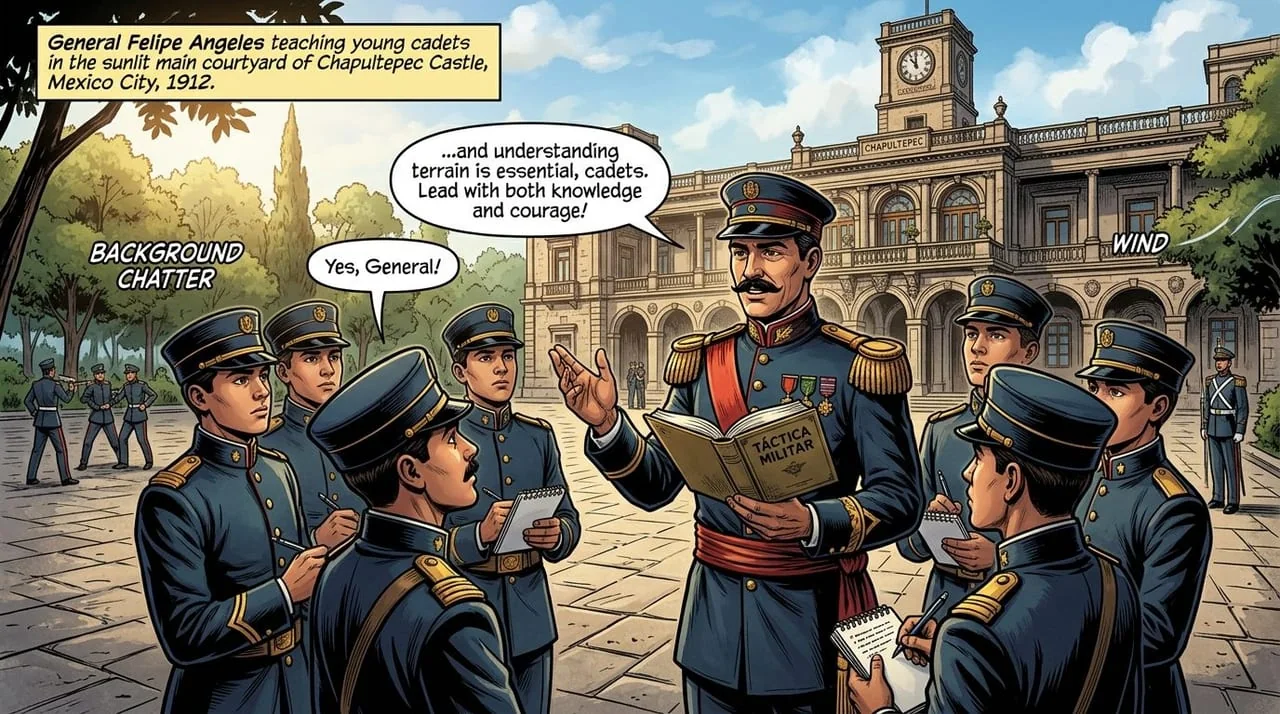 General Felipe Angeles teaching young cadets
in the sunlit main courtyard of Chapultepec Castle,
Mexico City, 1912.
...and understanding
terrain is essential, cadets.
Lead with both knowledge
and courage!
CHAPULTEPEC
BACKGROUND
CHATTER
Yes, General!
WIND
TÁCTICA
MILITAR